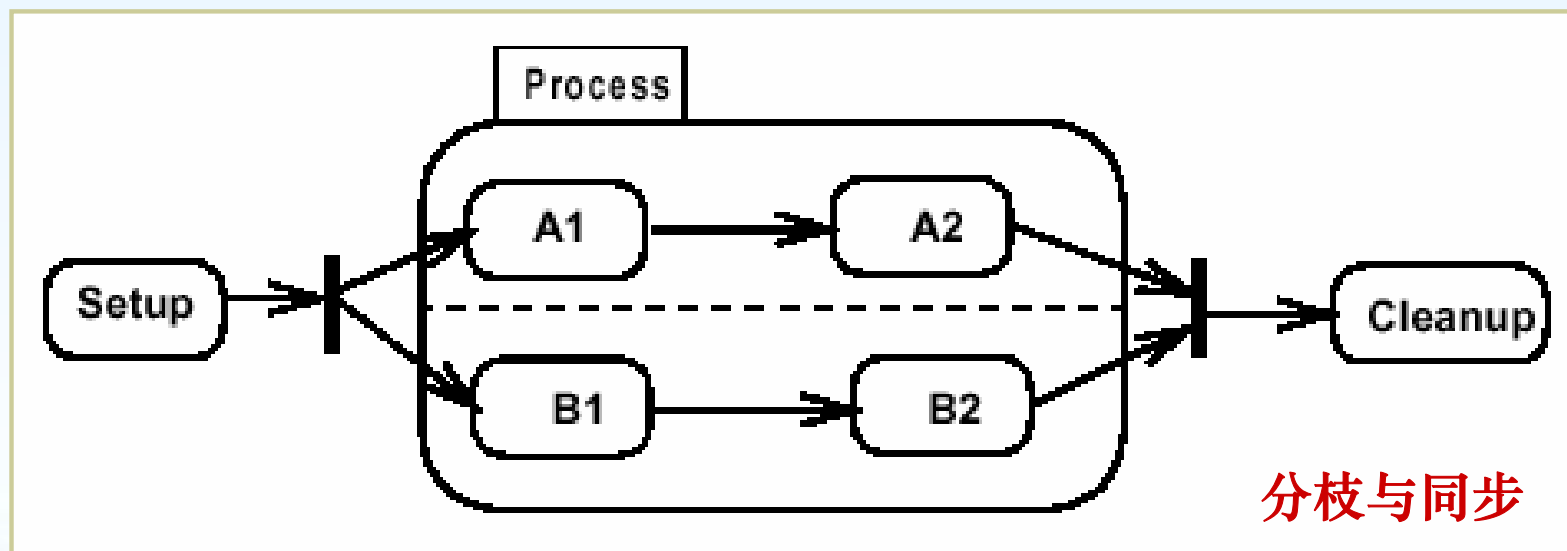 Process
A1
A2
Setup
Cleanup
B1
B2
分枝与同步